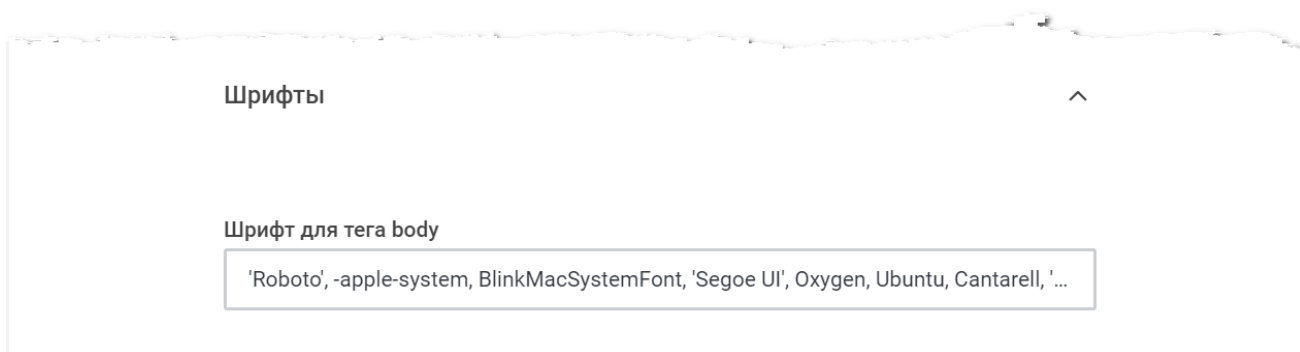 Шрифты
Шрифт для тега body
'Roboto', -apple-system, BlinkMacSystemFont, 'Segoe UI', Oxygen, Ubuntu, Cantarell, '...